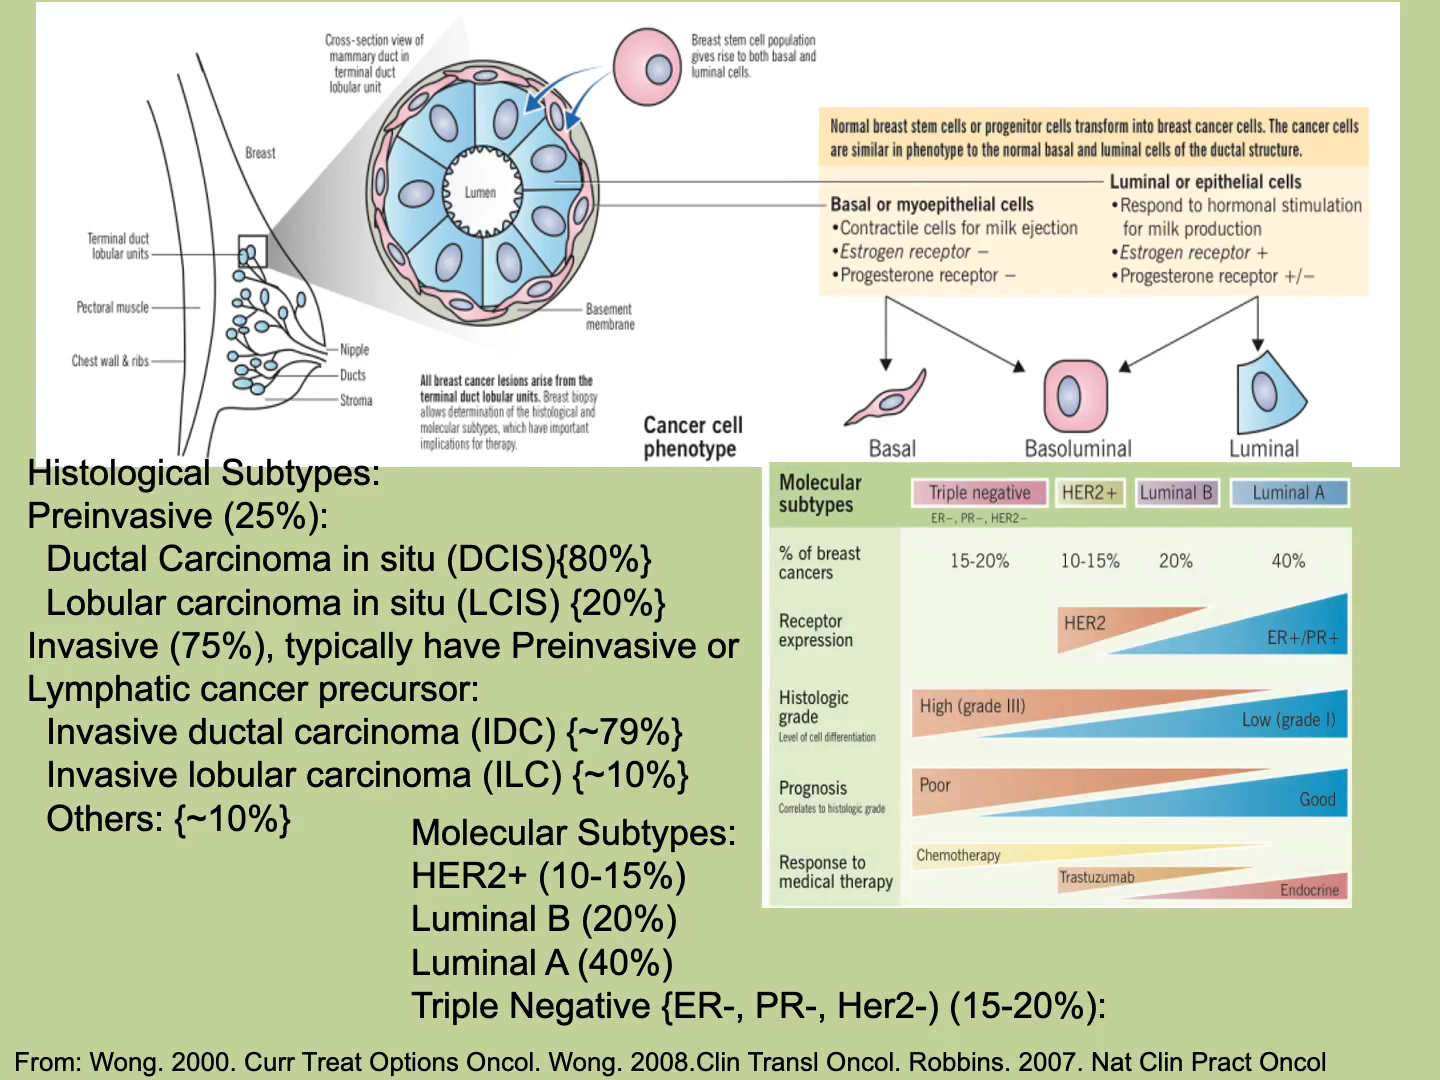 Cross-section view of
mammary duct in
terminal duct
lobular unit
Breast stem cell population
gives rise to both basal and
luminal cells.
Breast
Lumen
Terminal duct
lobular units
Pectoral muscle
Chest wall & ribs
Nipple
Ducts
Stroma
Basement
membrane
All breast cancer lesions arise from the
terminal duct lobular units. Breast biopsy
allows determination of the histological and
molecular subtypes, which have important
implications for therapy.
Normal breast stem cells or progenitor cells transform into breast cancer cells. The cancer cells
are similar in phenotype to the normal basal and luminal cells of the ductal structure.
Basal or myoepithelial cells
•Contractile cells for milk ejection
•Estrogen receptor –
•Progesterone receptor –
Luminal or epithelial cells
•Respond to hormonal stimulation
for milk production
•Estrogen receptor +
•Progesterone receptor +/–
Cancer cell
phenotype
Basal
Basoluminal
Luminal
Histological Subtypes:
Preinvasive (25%):
Ductal Carcinoma in situ (DCIS){80%}
Lobular carcinoma in situ (LCIS) {20%}
Invasive (75%), typically have Preinvasive or
Lymphatic cancer precursor:
Invasive ductal carcinoma (IDC) {~79%}
Invasive lobular carcinoma (ILC) {~10%}
Others: {~10%}
Molecular Subtypes:
HER2+ (10-15%)
Luminal B (20%)
Luminal A (40%)
Triple Negative {ER-, PR-, Her2-) (15-20%):
Molecular
subtypes
Triple negative
HER2+
Luminal B
Luminal A
ER–, PR–, HER2–
% of breast
cancers
15-20%
10-15%
20%
40%
Receptor
expression
HER2
ER+/PR+
Histologic
grade
Level of cell differentiation
High (grade III)
Low (grade I)
Prognosis
Correlates to histologic grade
Poor
Good
Response to
medical therapy
Chemotherapy
Trastuzumab
Endocrine
From: Wong. 2000. Curr Treat Options Oncol. Wong. 2008.Clin Transl Oncol. Robbins. 2007. Nat Clin Pract Oncol